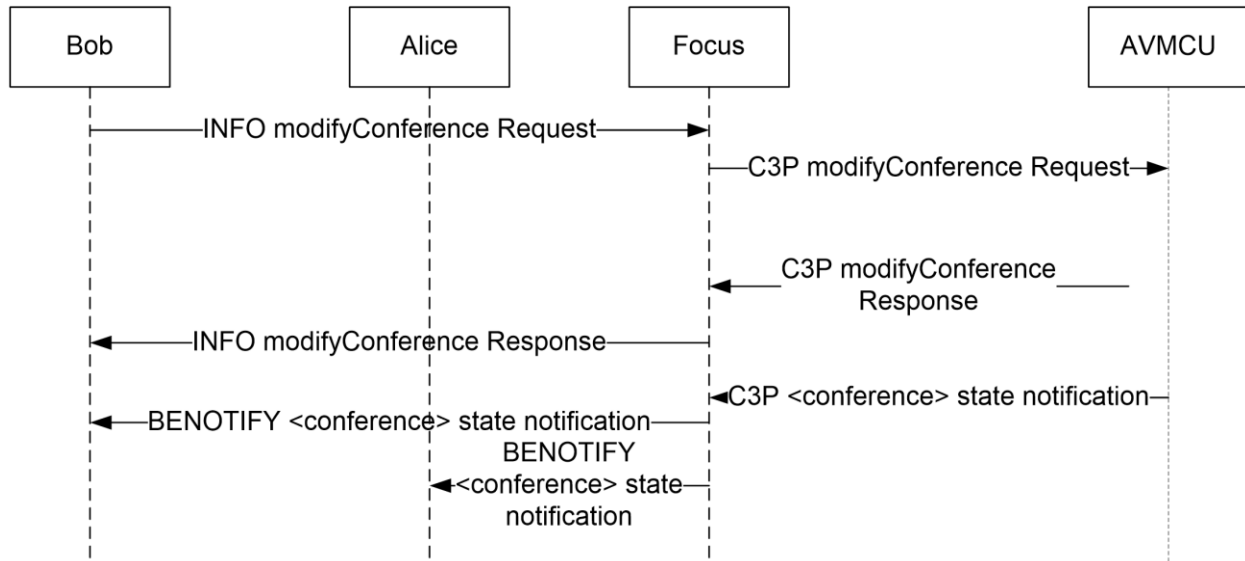 Bob
Alice
Focus
AVMCU
INFO modifyConference Request
C3P modifyConference Request
C3P modifyConference
Response
INFO modifyConference Response
C3P <conference> state notification
BENOTIFY <conference> state notification
BENOTIFY
<conference> state
notification